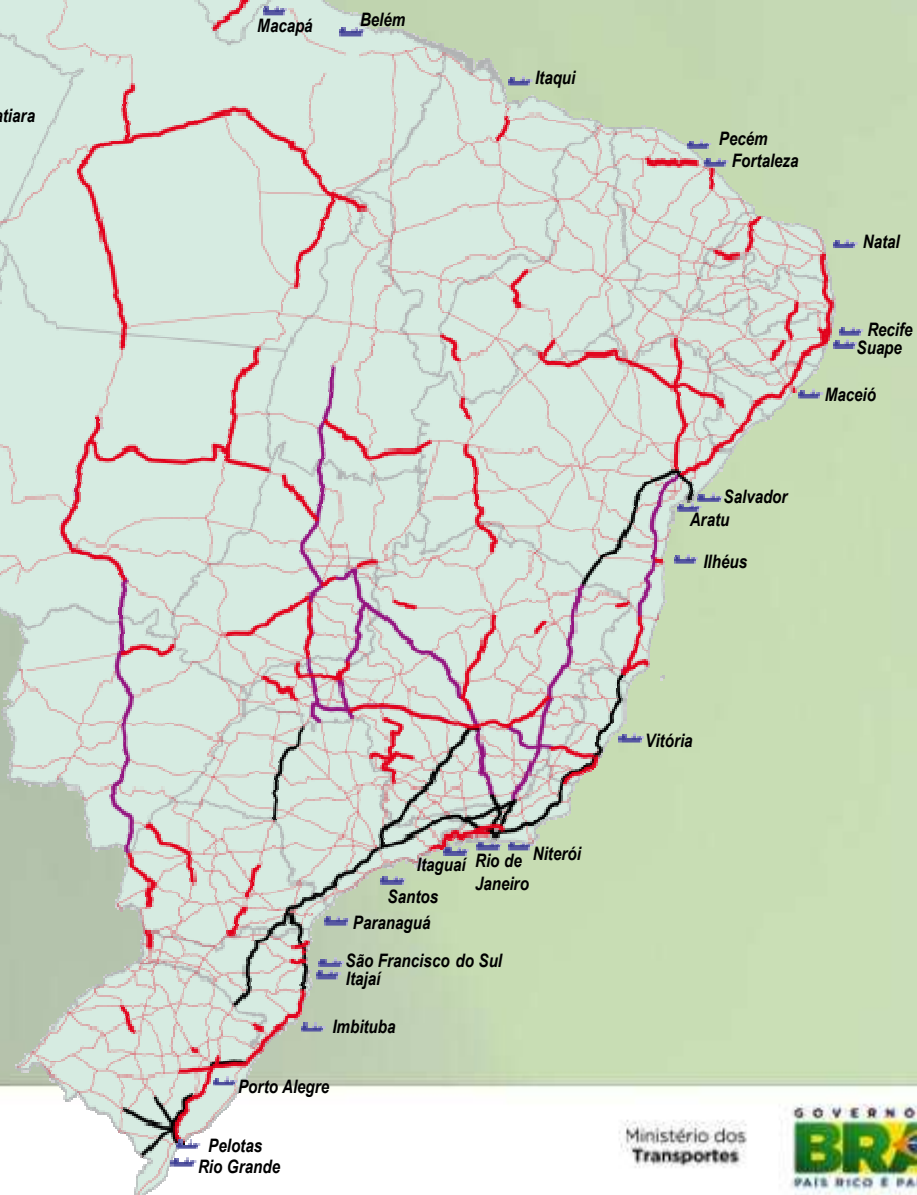 Macapá
Belém
Itaqui
ntiara
Pecém
Fortaleza
Natal
Recife
Suape
Maceió
Salvador
Aratu
Ilhéus
Vitória
Itaguaí
Rio de
Janeiro
Niterói
Santos
Paranaguá
São Francisco do Sul
Itajaí
Imbituba
Porto Alegre
Pelotas
Rio Grande
Ministério dos
Transportes
GOVERNO
BRA
PAÍS RICO É PA